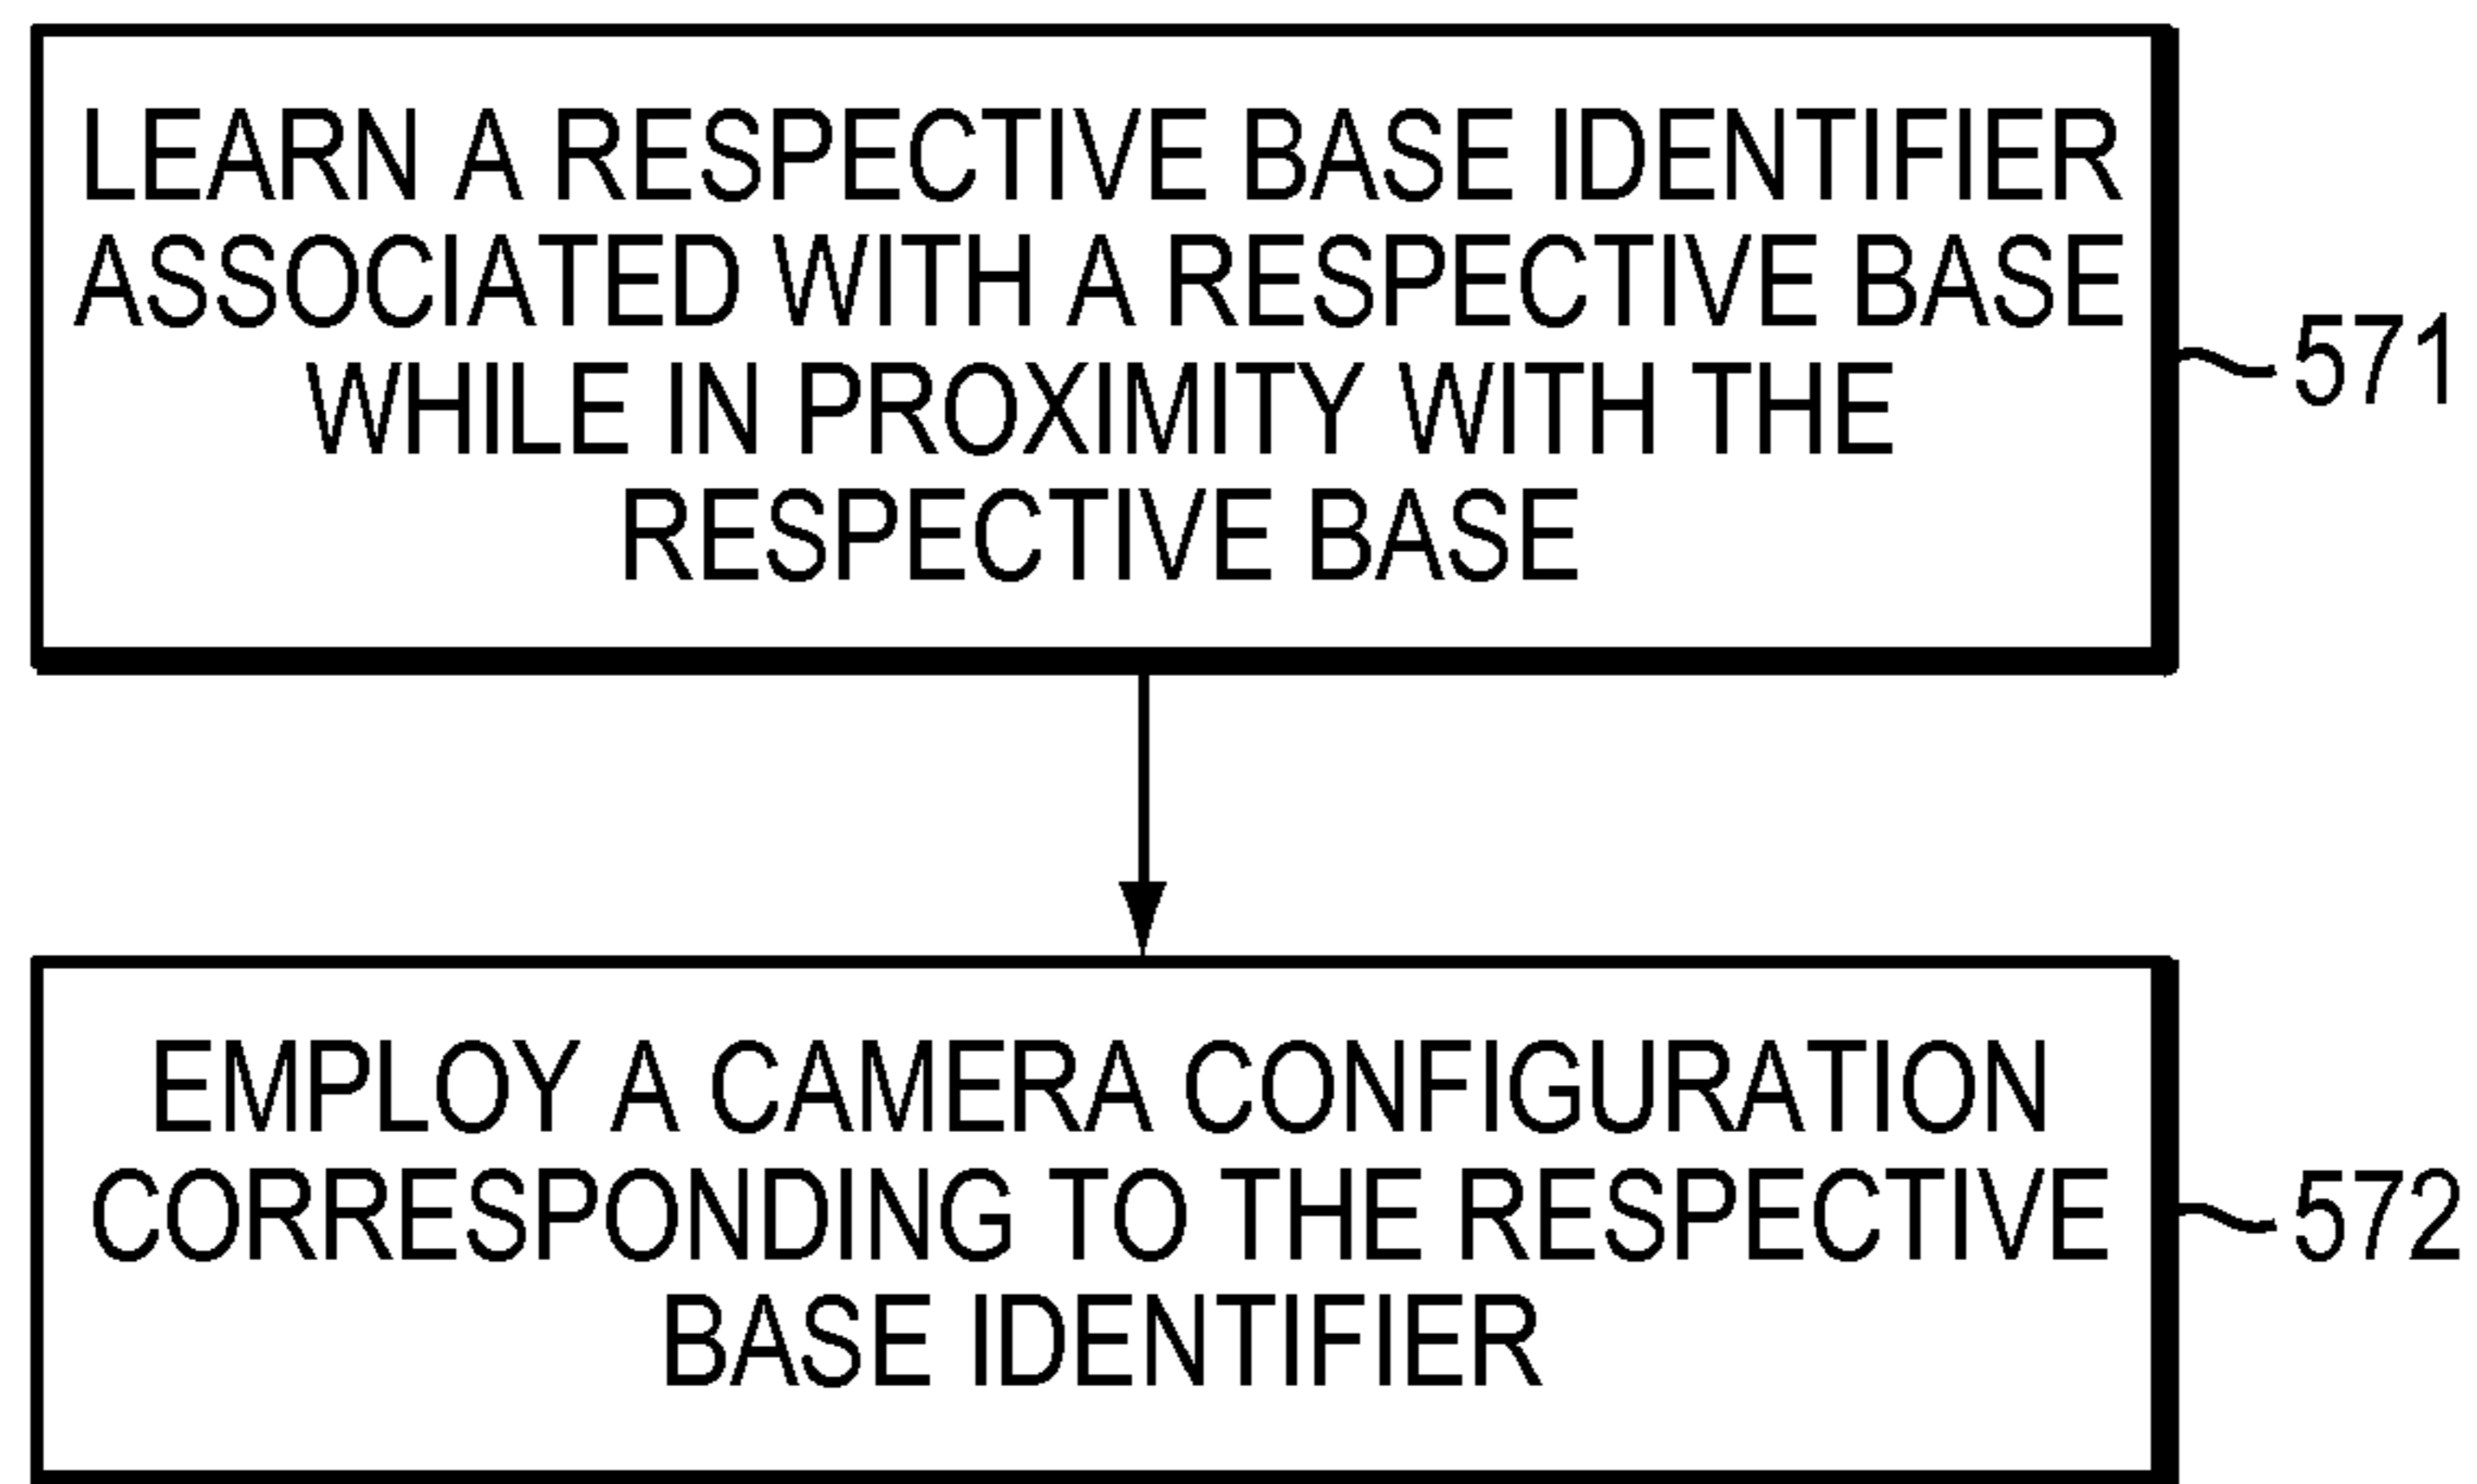 LEARN A RESPECTIVE BASE IDENTIFIER
ASSOCIATED WITH A RESPECTIVE BASE
WHILE IN PROXIMITY WITH THE
RESPECTIVE BASE
571
EMPLOY A CAMERA CONFIGURATION
CORRESPONDING TO THE RESPECTIVE
BASE IDENTIFIER
572